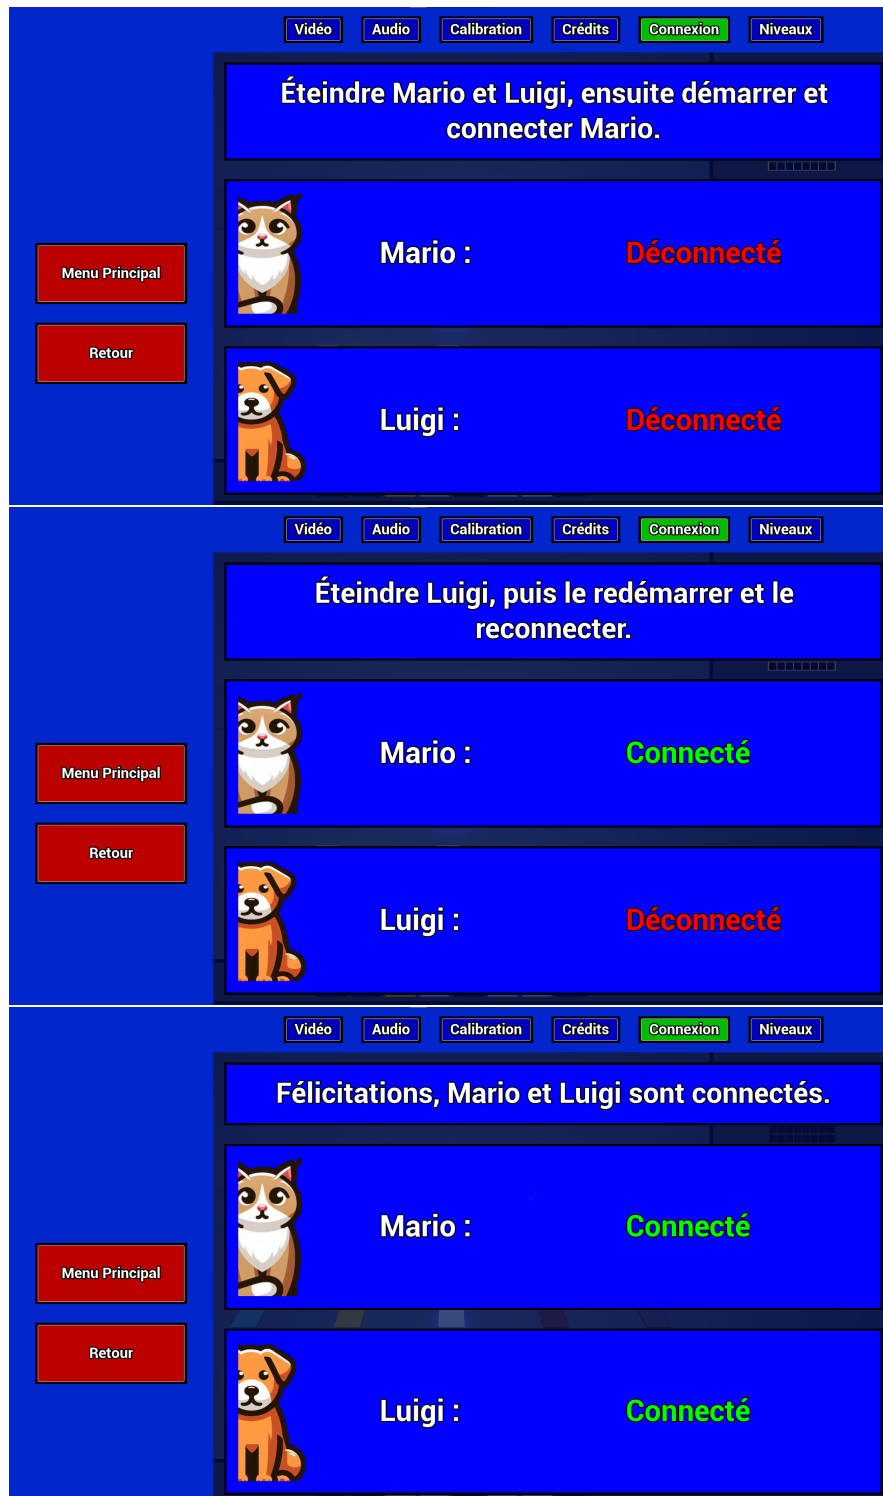 Vidéo Audio Calibration Crédits Connexion Niveaux
Éteindre Mario et Luigi, ensuite démarrer et
connecter Mario.
Mario : Déconnecté
Menu Principal
Retour
Luigi : Déconnecté
Vidéo Audio Calibration Crédits Connexion Niveaux
Éteindre Luigi, puis le redémarrer et le
reconnecter.
Mario : Connecté
Menu Principal
Retour
Luigi : Déconnecté
Vidéo Audio Calibration Crédits Connexion Niveaux
Félicitations, Mario et Luigi sont connectés.
Mario : Connecté
Menu Principal
Retour
Luigi : Connecté